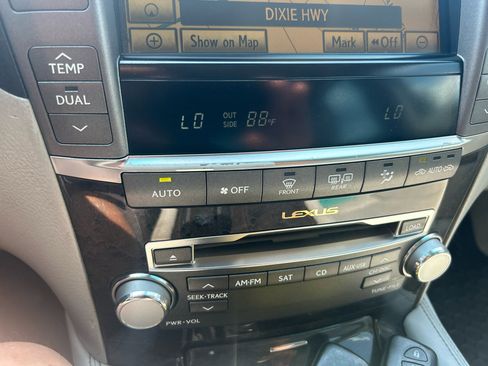 DIXIE HWY
Show on Map Mark ◄◄Off
TEMP
DUAL
LO OUT SIDE 88°F LO
AUTO OFF FRONT REAR AUTO
LEXUS
LOAD
AM•FM SAT CD AUX•USB
SEEK•TRACK
PWR•VOL